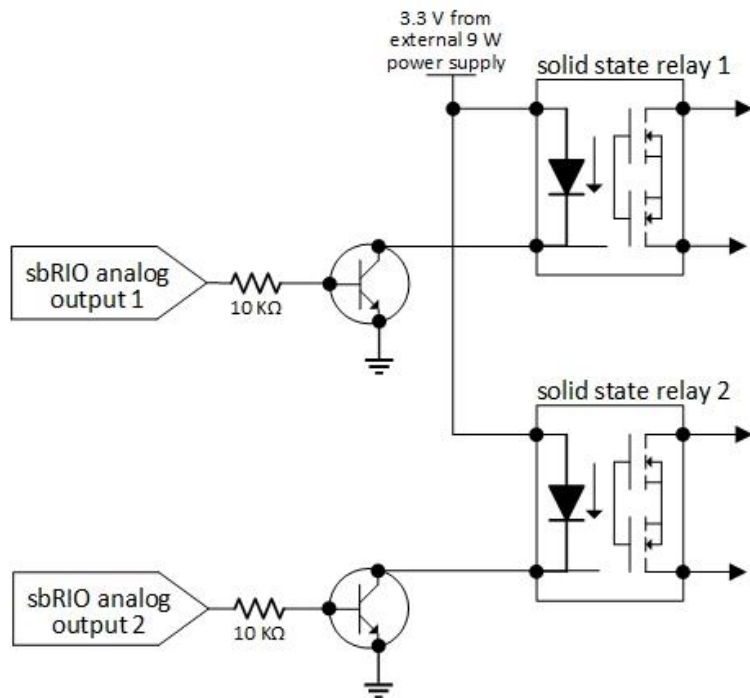 3.3 V from
external 9 W
power supply
solid state relay 1
sbRIO analog
output 1
10 KΩ
solid state relay 2
sbRIO analog
output 2
10 KΩ